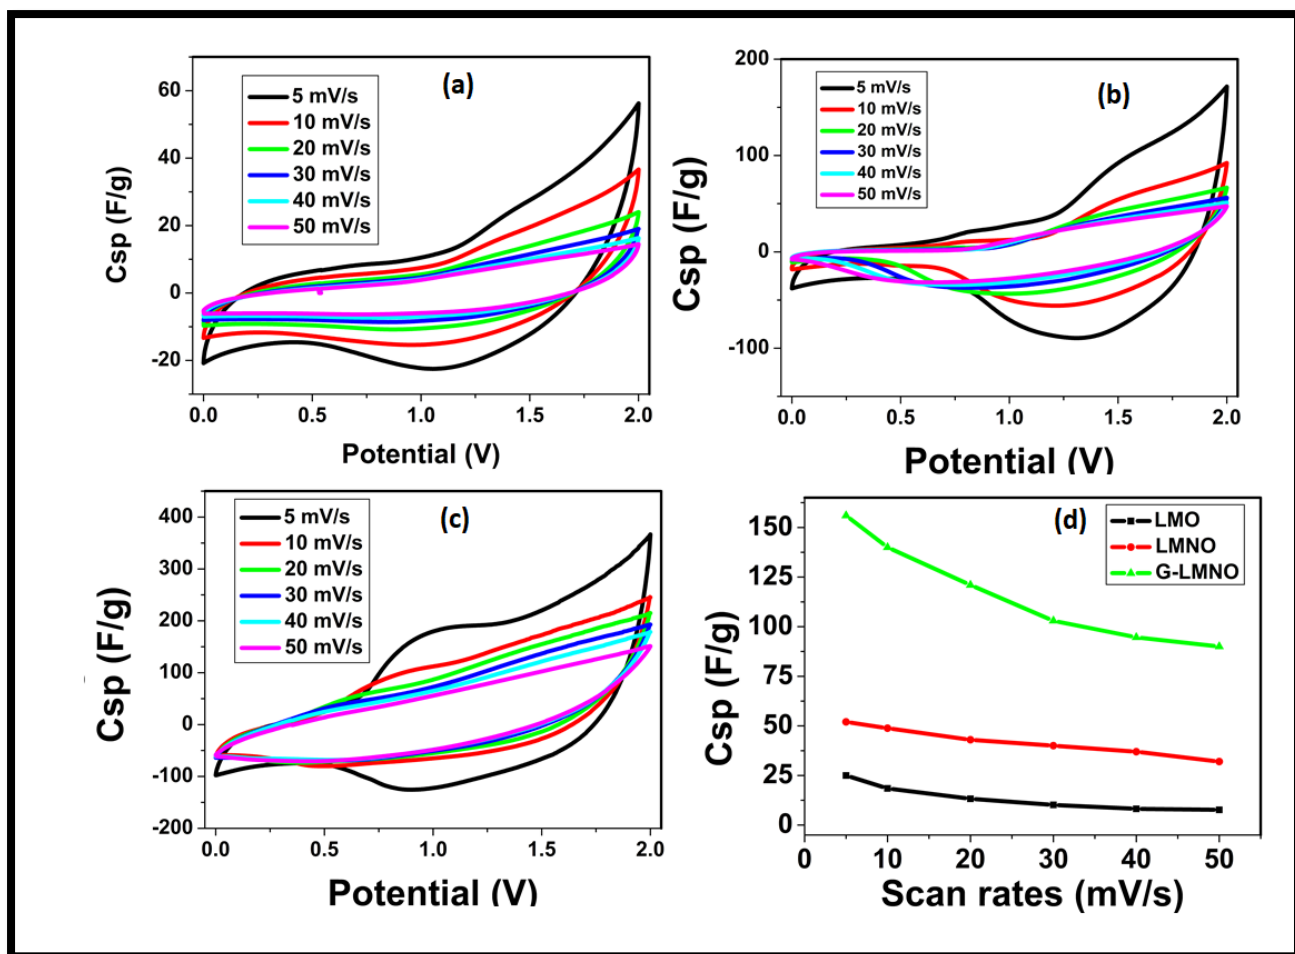 (a)
5 mV/s
10 mV/s
20 mV/s
30 mV/s
40 mV/s
50 mV/s
60
40
20
0
-20
Csp (F/g)
0.0 0.5 1.0 1.5 2.0
Potential (V)
(b)
5 mV/s
10 mV/s
20 mV/s
30 mV/s
40 mV/s
50 mV/s
200
100
0
-100
Csp (F/g)
0.0 0.5 1.0 1.5 2.0
Potential (V)
(c)
5 mV/s
10 mV/s
20 mV/s
30 mV/s
40 mV/s
50 mV/s
400
300
200
100
0
-100
-200
Csp (F/g)
0.0 0.5 1.0 1.5 2.0
Potential (V)
(d)
LMO
LMNO
G-LMNO
150
125
100
75
50
25
0
Csp (F/g)
0 10 20 30 40 50
Scan rates (mV/s)